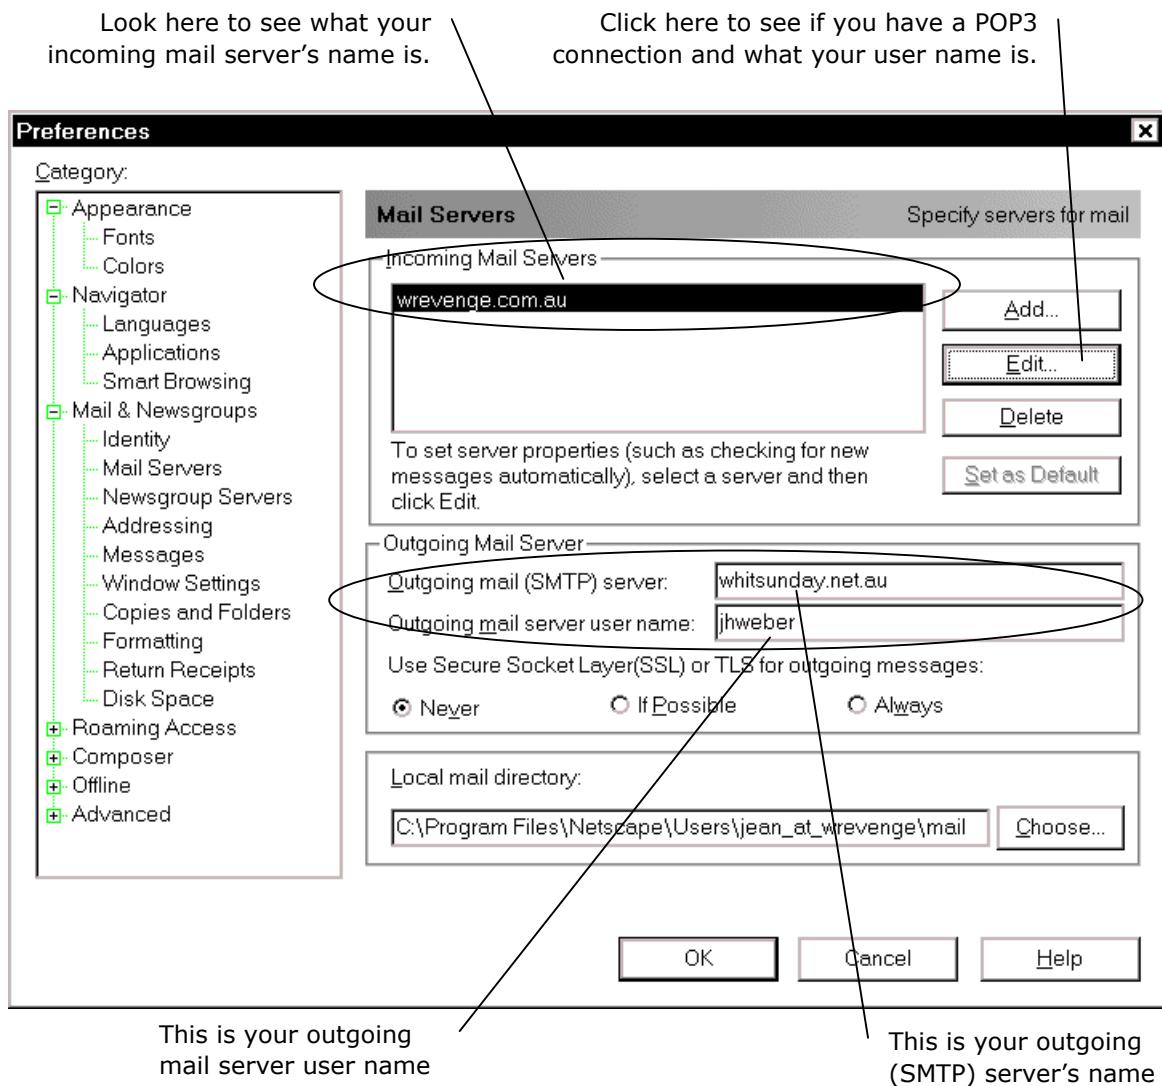 Look here to see what your
incoming mail server’s name is.
Click here to see if you have a POP3
connection and what your user name is.
Preferences
Category:
Appearance
Fonts
Colors
Navigator
Languages
Applications
Smart Browsing
Mail & Newsgroups
Identity
Mail Servers
Newsgroup Servers
Addressing
Messages
Window Settings
Copies and Folders
Formatting
Return Receipts
Disk Space
Roaming Access
Composer
Offline
Advanced
Mail Servers
Specify servers for mail
Incoming Mail Servers
wrevenge.com.au
Add...
Edit...
Delete
Set as Default
To set server properties (such as checking for new
messages automatically), select a server and then
click Edit.
Outgoing Mail Server
Outgoing mail (SMTP) server: whitsunday.net.au
Outgoing mail server user name: jhweber
Use Secure Socket Layer(SSL) or TLS for outgoing messages:
Never If Possible Always
Local mail directory:
C:\Program Files\Netscape\Users\jean_at_wrevenge\mail Choose...
OK Cancel Help
This is your outgoing
mail server user name
This is your outgoing
(SMTP) server’s name